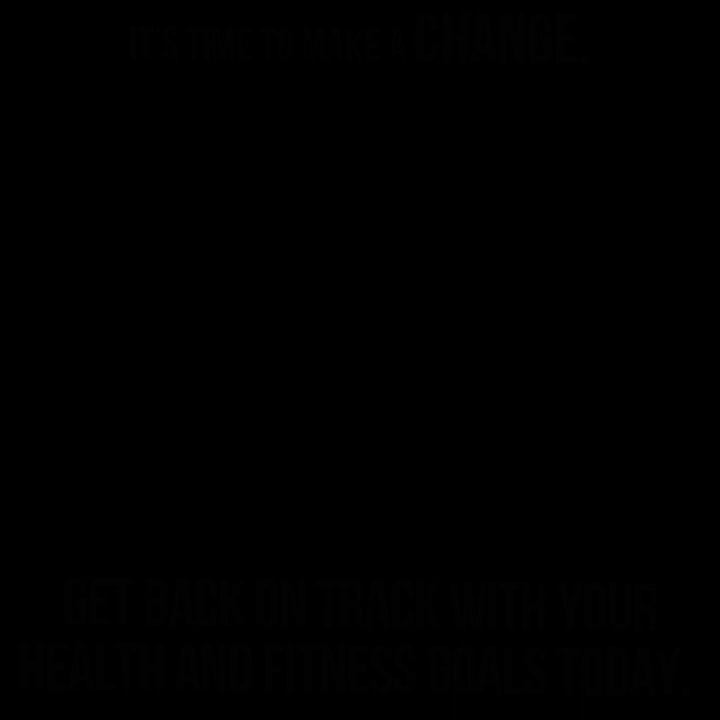 IT'S TIME TO MAKE A CHANGE.
GET BACK ON TRACK WITH YOUR
HEALTH AND FITNESS GOALS TODAY.